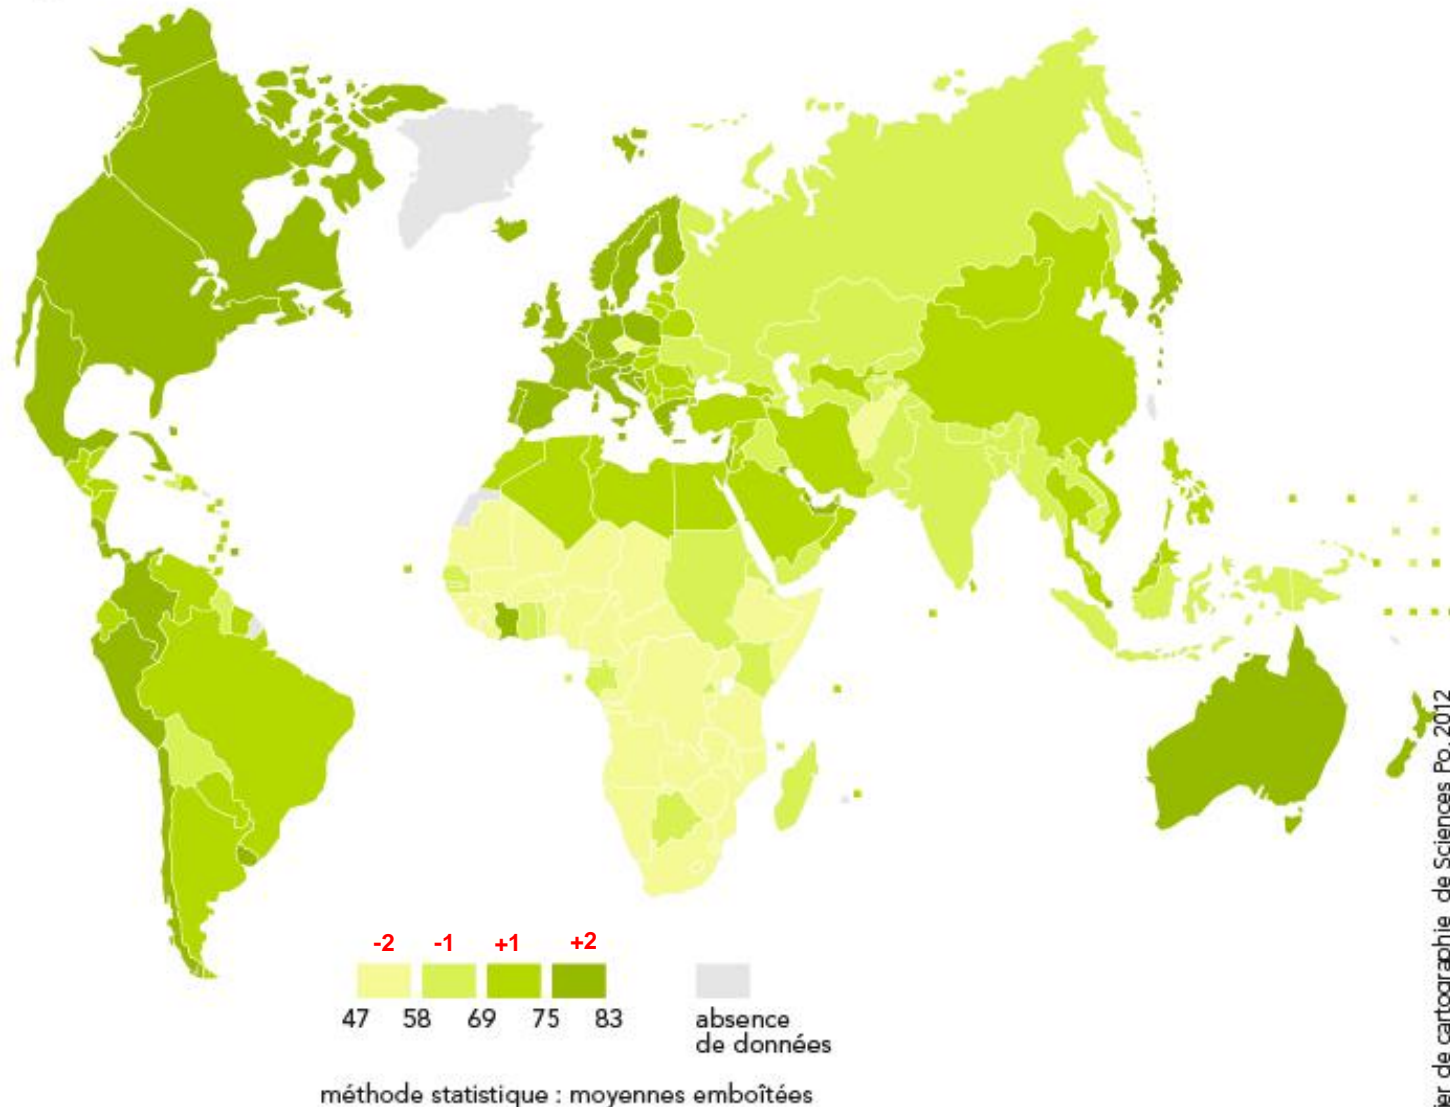 -2 -1 +1 +2
47 58 69 75 83
absence
de données
méthode statistique : moyennes emboîtées
de cartographie de Sciences Po, 2012